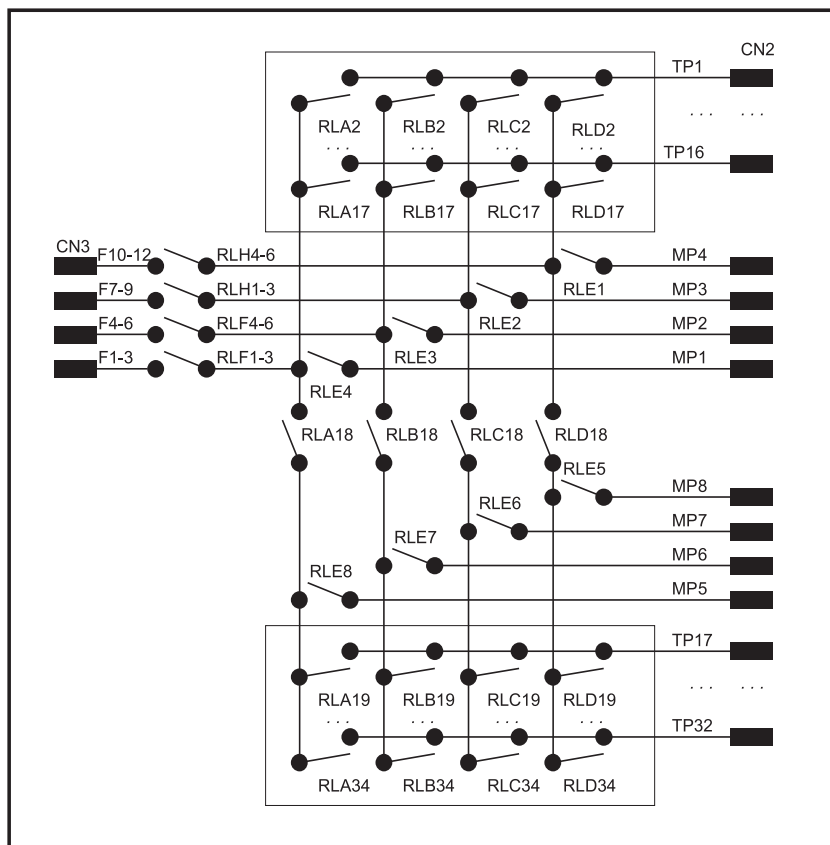 CN2
TP1
RLA2 RLB2 RLC2 RLD2
... ... ... ... ... ...
TP16
RLA17 RLB17 RLC17 RLD17
CN3
F10-12 RLH4-6 MP4
RLE1
F7-9 RLH1-3 MP3
RLE2
F4-6 RLF4-6 MP2
RLE3
F1-3 RLF1-3 MP1
RLE4
RLA18 RLB18 RLC18 RLD18
RLE5
MP8
RLE6
MP7
RLE7
MP6
RLE8
MP5
TP17
RLA19 RLB19 RLC19 RLD19
... ... ... ... ... ...
TP32
RLA34 RLB34 RLC34 RLD34